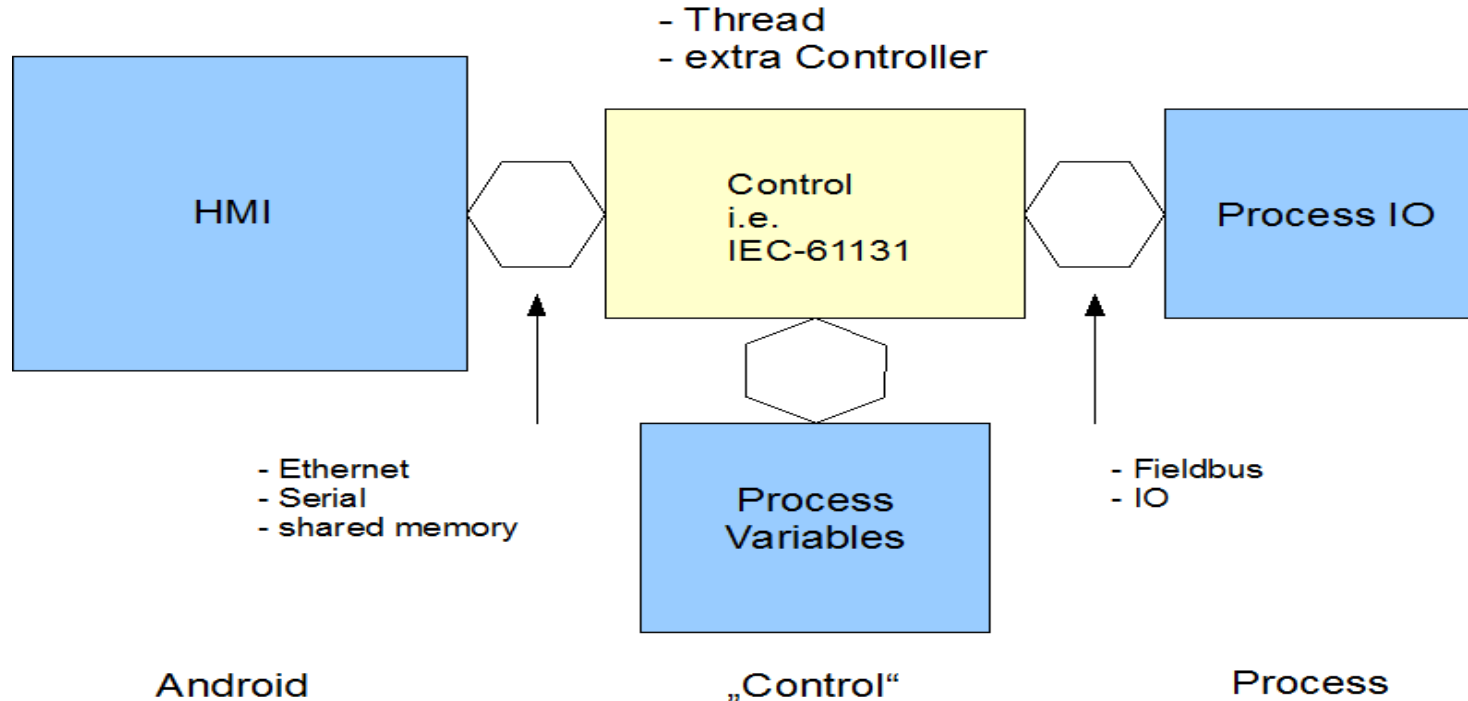 - Thread
- extra Controller
HMI
Control
i.e.
IEC-61131
Process IO
- Ethernet
- Serial
- shared memory
Process
Variables
- Fieldbus
- IO
Android
„Control“
Process